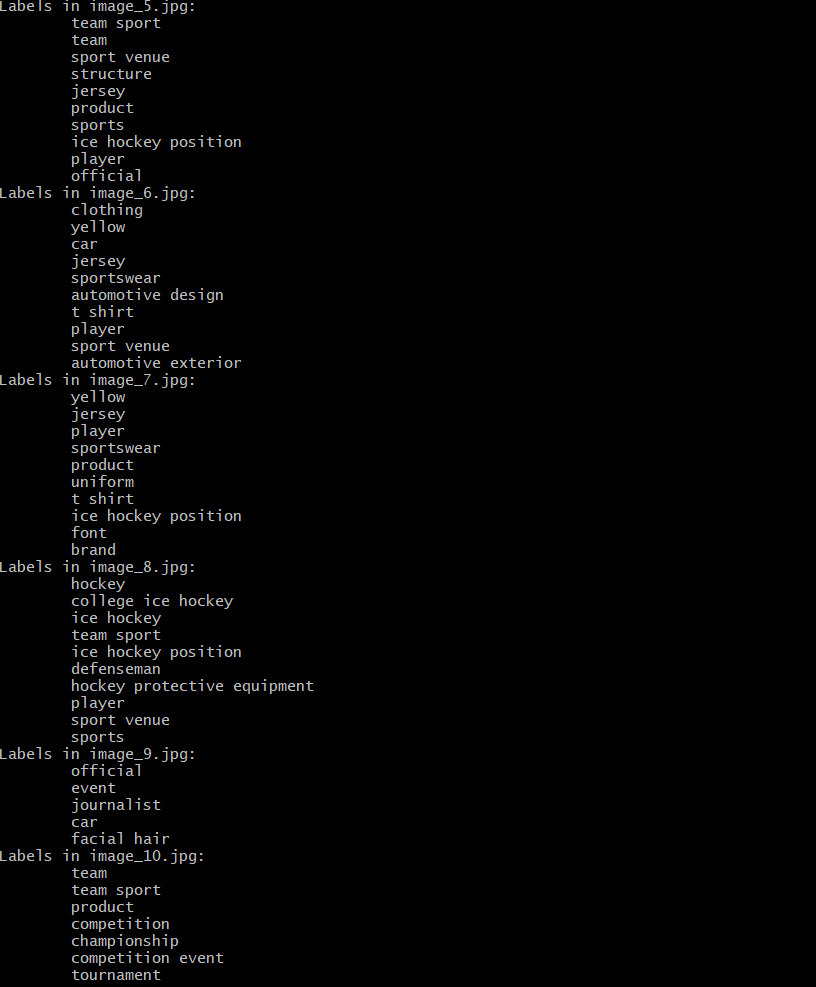 Labels in image_5.jpg:
team sport
team
sport venue
structure
jersey
product
sports
ice hockey position
player
official
Labels in image_6.jpg:
clothing
yellow
car
jersey
sportswear
automotive design
t shirt
player
sport venue
automotive exterior
Labels in image_7.jpg:
yellow
jersey
player
sportswear
product
uniform
t shirt
ice hockey position
font
brand
Labels in image_8.jpg:
hockey
college ice hockey
ice hockey
team sport
ice hockey position
defenseman
hockey protective equipment
player
sport venue
sports
Labels in image_9.jpg:
official
event
journalist
car
facial hair
Labels in image_10.jpg:
team
team sport
product
competition
championship
competition event
tournament